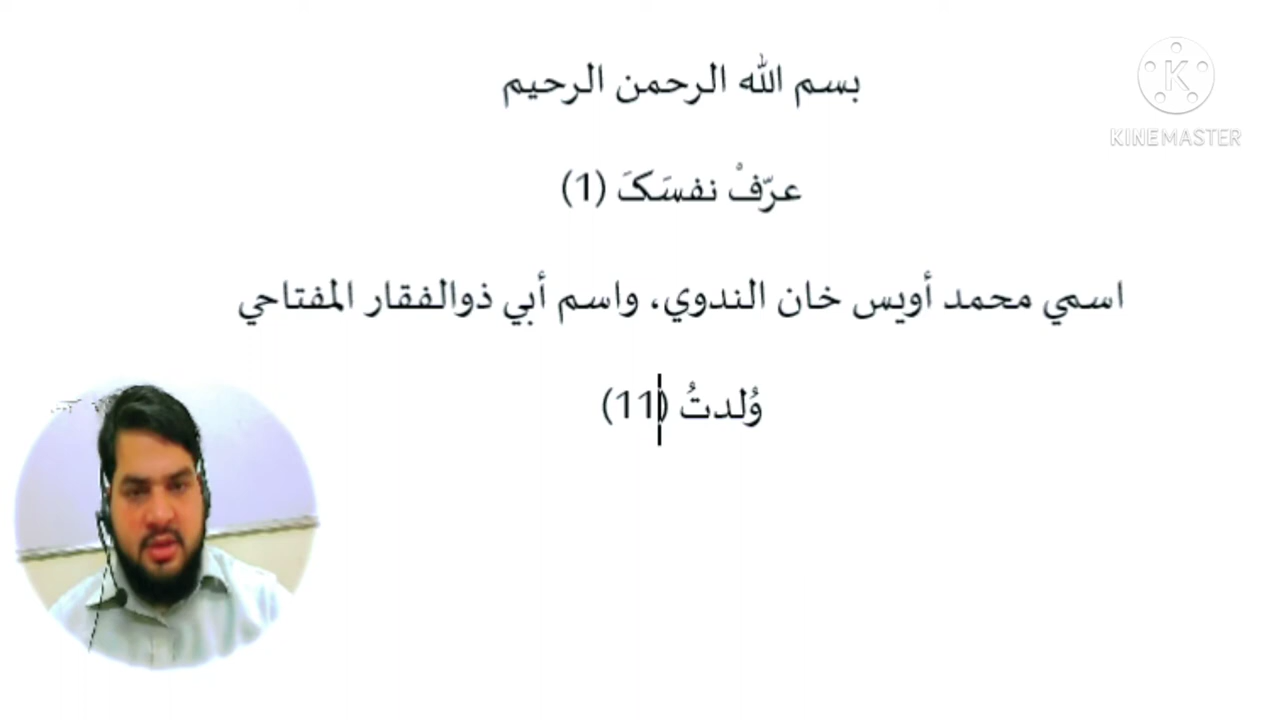 بسم الله الرحمن الرحيم
عرّفْ نفسَکَ (1)
اسمي محمد أويس خان الندوي، واسم أبي ذوالفقار المفتاحي
وُلدتُ (11)
K
KINEMASTER